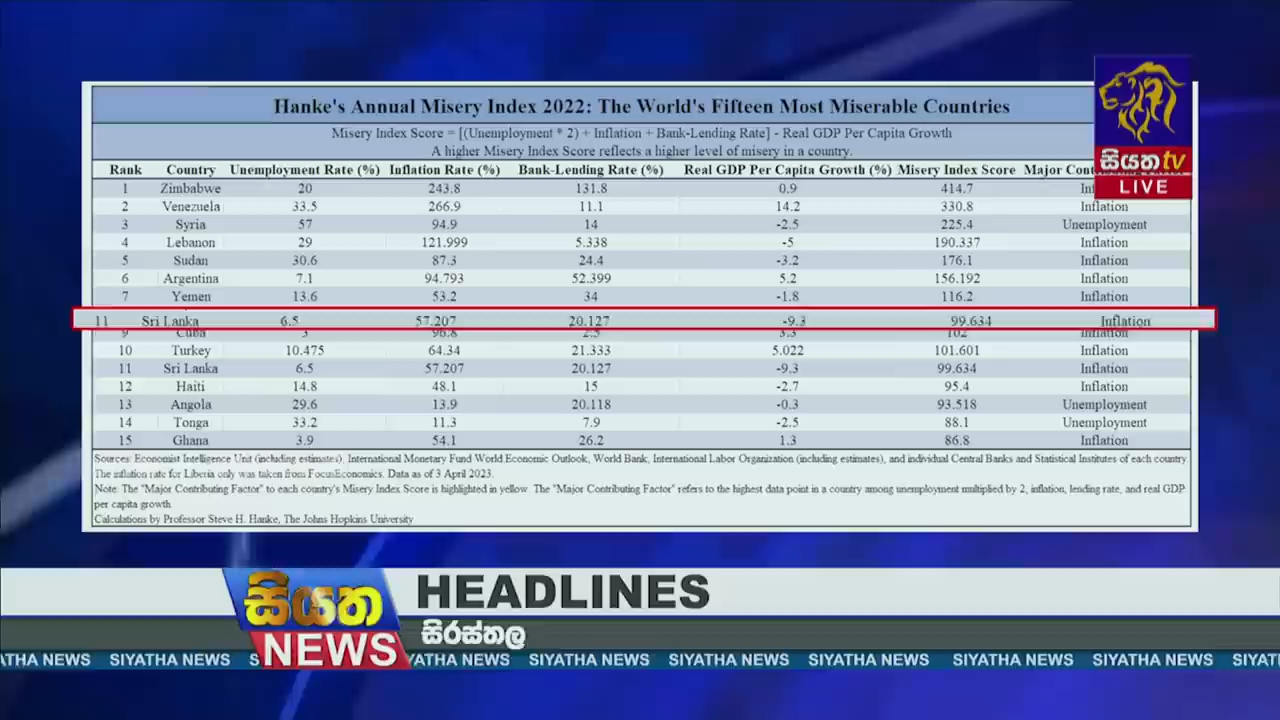 Hanke's Annual Misery Index 2022: The World's Fifteen Most Miserable Countries
Misery Index Score = [(Unemployment * 2) + Inflation + Bank-Lending Rate] - Real GDP Per Capita Growth
A higher Misery Index Score reflects a higher level of misery in a country.
Rank Country Unemployment Rate (%) Inflation Rate (%) Bank-Lending Rate (%) Real GDP Per Capita Growth (%) Misery Index Score Major
1 Zimbabwe 20 243.8 131.8 0.9 414.7
2 Venezuela 33.5 266.9 11.1 14.2 330.8 Inflation
3 Syria 57 94.9 14 -2.5 225.4 Unemployment
4 Lebanon 29 121.999 5.338 -5 190.337 Inflation
5 Sudan 30.6 87.3 24.4 -3.2 176.1 Inflation
6 Argentina 7.1 94.793 52.399 5.2 156.192 Inflation
7 Yemen 13.6 53.2 34 -1.8 116.2 Inflation
11 Sri Lanka 6.5 57.207 20.127 -9.3 99.634 Inflation
9 Cuba 3 96.8 2.5 3.3 102 Inflation
10 Turkey 10.475 64.34 21.333 5.022 101.601 Inflation
11 Sri Lanka 6.5 57.207 20.127 -9.3 99.634 Inflation
12 Haiti 14.8 48.1 15 -2.7 95.4 Inflation
13 Angola 29.6 13.9 20.118 -0.3 93.518 Unemployment
14 Tonga 33.2 11.3 7.9 -2.5 88.1 Unemployment
15 Ghana 3.9 54.1 26.2 1.3 86.8 Inflation
Sources: Economist Intelligence Unit (including estimates), International Monetary Fund World Economic Outlook, World Bank, International Labor Organization (including estimates), and individual Central Banks and Statistical Institutes of each country
The inflation rate for Liberia only was taken from FocusEconomics. Data as of 3 April 2023.
Note: The "Major Contributing Factor" to each country's Misery Index Score is highlighted in yellow. The "Major Contributing Factor" refers to the highest data point in a country among unemployment multiplied by 2, inflation, lending rate, and real GDP
per capita growth
Calculations by Professor Steve H. Hanke, The Johns Hopkins University
සියත tv
LIVE
සියත
NEWS
HEADLINES
සිරස්තල
SIYATHA NEWS SIYATHA NEWS SIYATHA NEWS SIYATHA NEWS SIYATHA NEWS SIYATHA NEWS